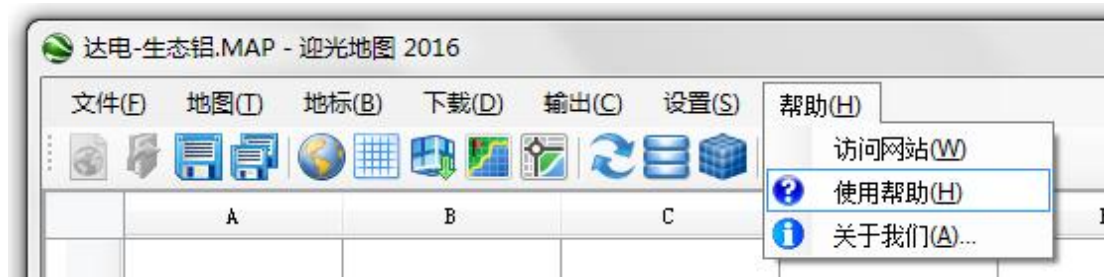 达电-生态铝.MAP - 迎光地图 2016
文件(F) 地图(T) 地标(B) 下载(D) 输出(C) 设置(S) 帮助(H)
访问网站(W)
使用帮助(H)
关于我们(A)...
A B C